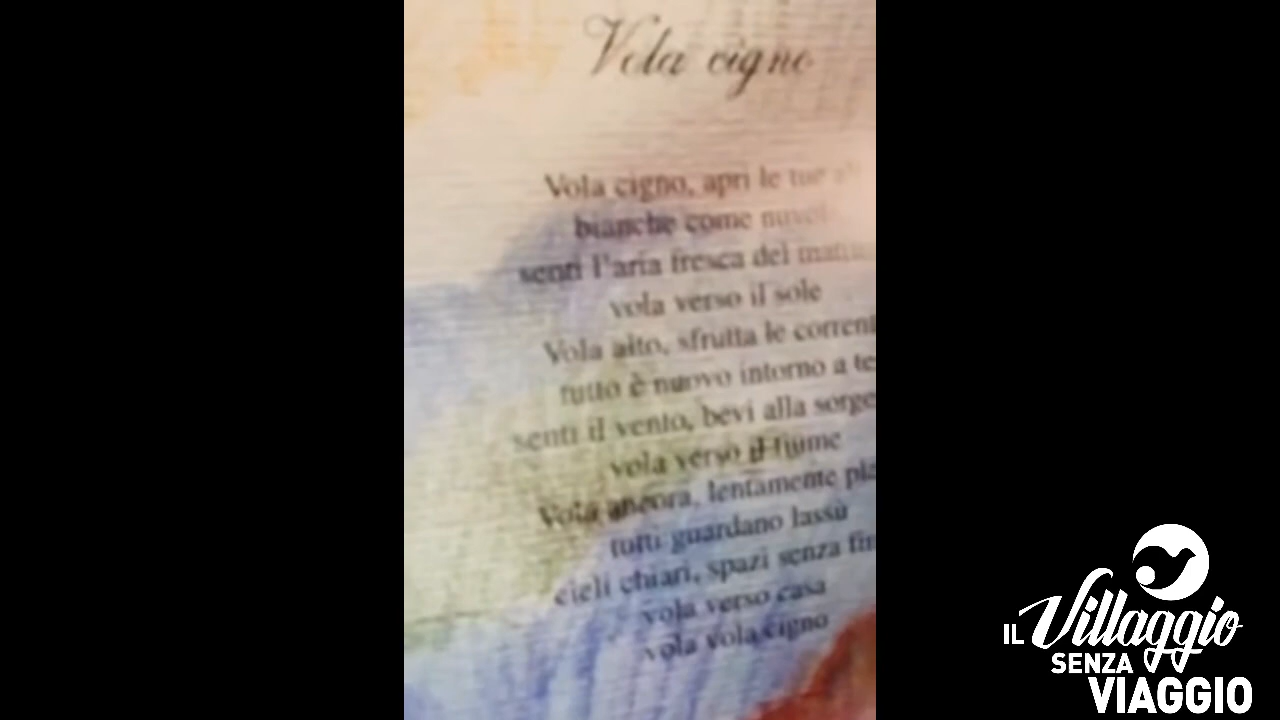 Vola cigno
Vola cigno, apri le tue
bianche come
senti l'aria fresca del
vola verso il sole
Vola alto, sfrutta le
tutto è nuovo intorno a te
senti il vento, bevi alla
vola verso il fiume
Vola ancora, lentamente
tutti guardano lassù
cieli chiari, spazi senza
vola verso casa
vola vola cigno
IL Villaggio
SENZA
VIAGGIO